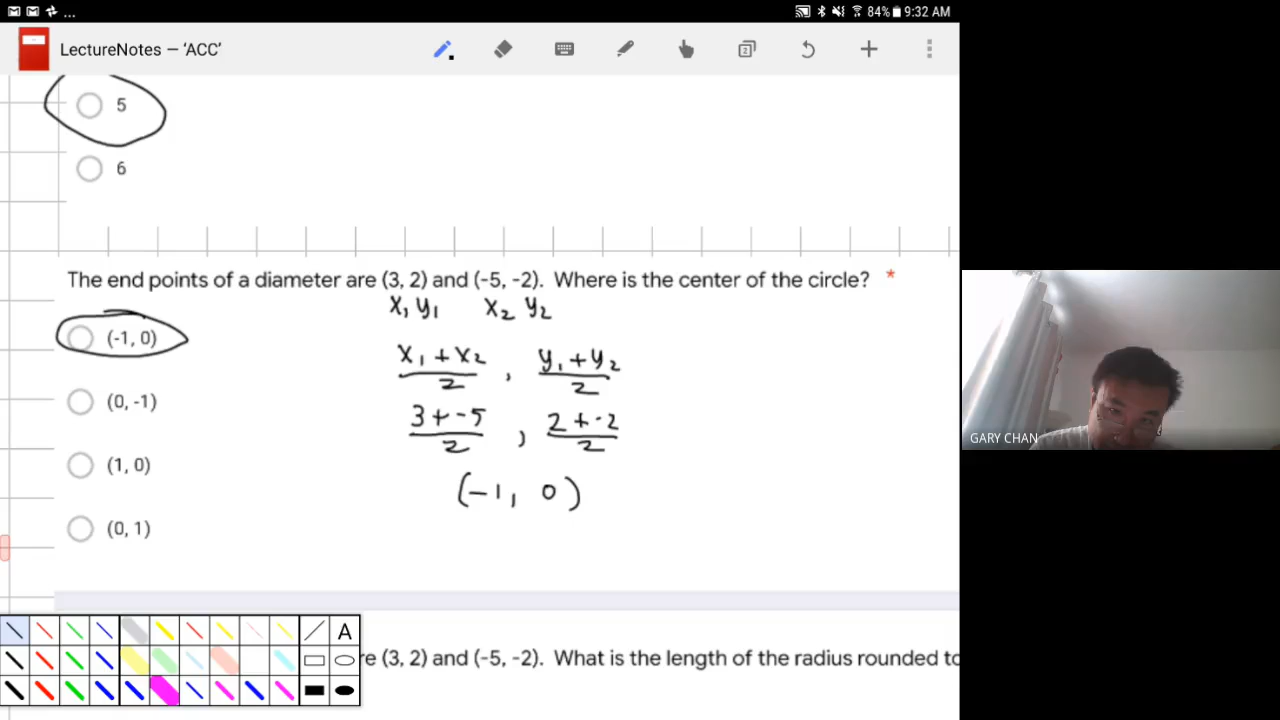 ... 84% 9:32 AM
LectureNotes — ‘ACC’
5
6
The end points of a diameter are (3, 2) and (-5, -2). Where is the center of the circle? *
x₁ y₁ x₂ y₂
(-1, 0)
x₁ + x₂ / 2 , y₁ + y₂ / 2
(0, -1)
3 + -5 / 2 , 2 + -2 / 2
(1, 0)
(-1, 0)
(0, 1)
A
re (3, 2) and (-5, -2). What is the length of the radius rounded to
GARY CHAN